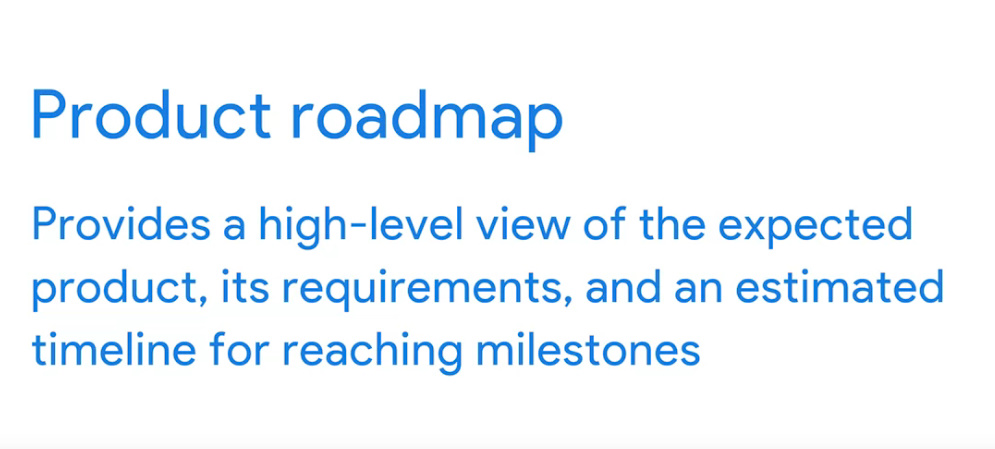 Product roadmap
Provides a high-level view of the expected
product, its requirements, and an estimated
timeline for reaching milestones